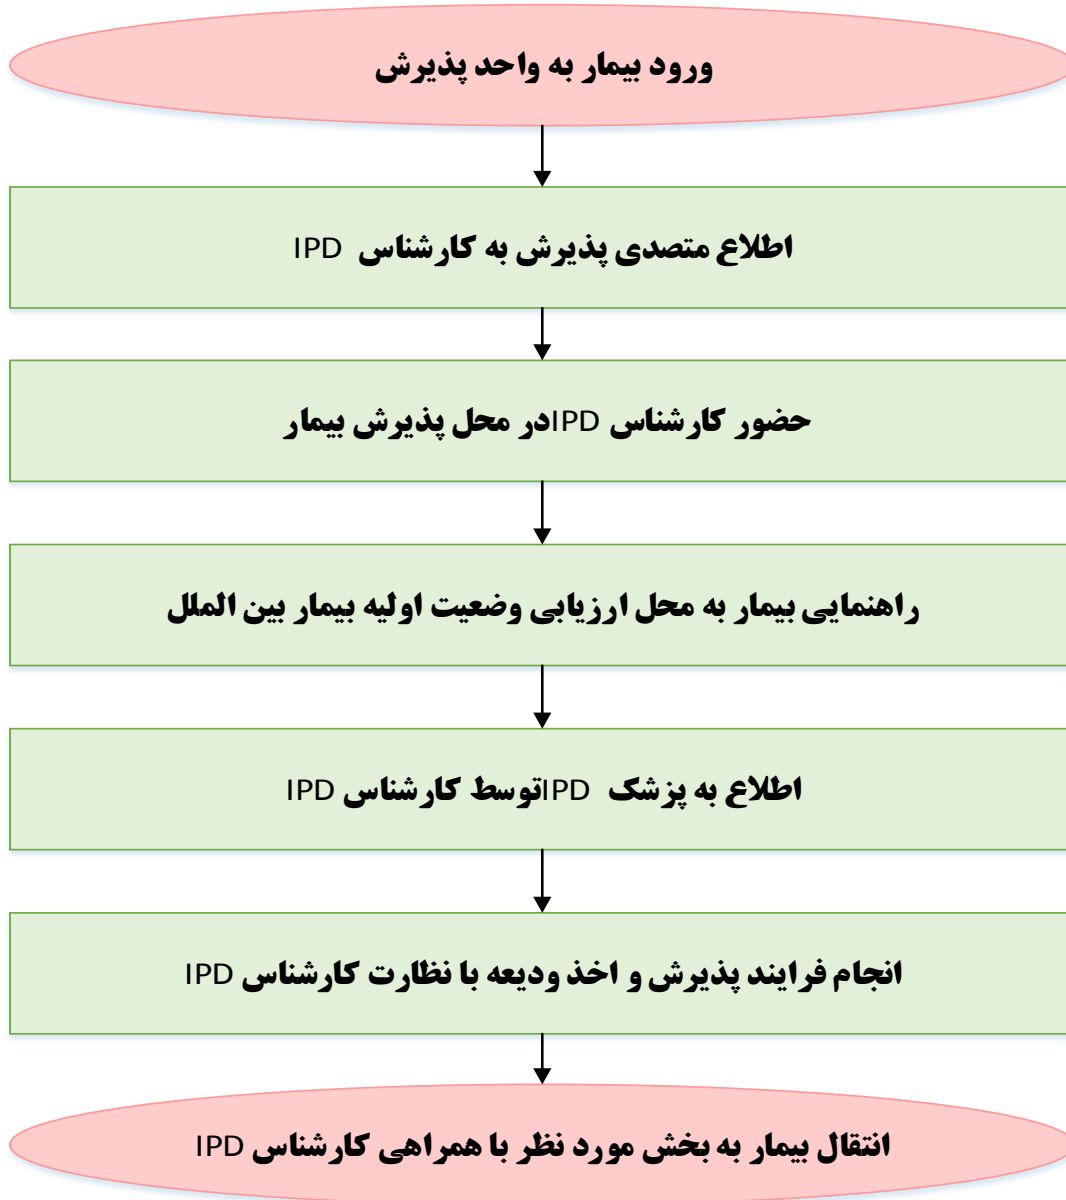 ورود بیمار به واحد پذیرش
اطلاع متصدی پذیرش به کارشناس IPD
حضور کارشناس IPDدر محل پذیرش بیمار
راهنمایی بیمار به محل ارزیابی وضعیت اولیه بیمار بین الملل
اطلاع به پزشک IPDتوسط کارشناس IPD
انجام فرایند پذیرش و اخذ ودیعه با نظارت کارشناس IPD
انتقال بیمار به بخش مورد نظر با همراهی کارشناس IPD